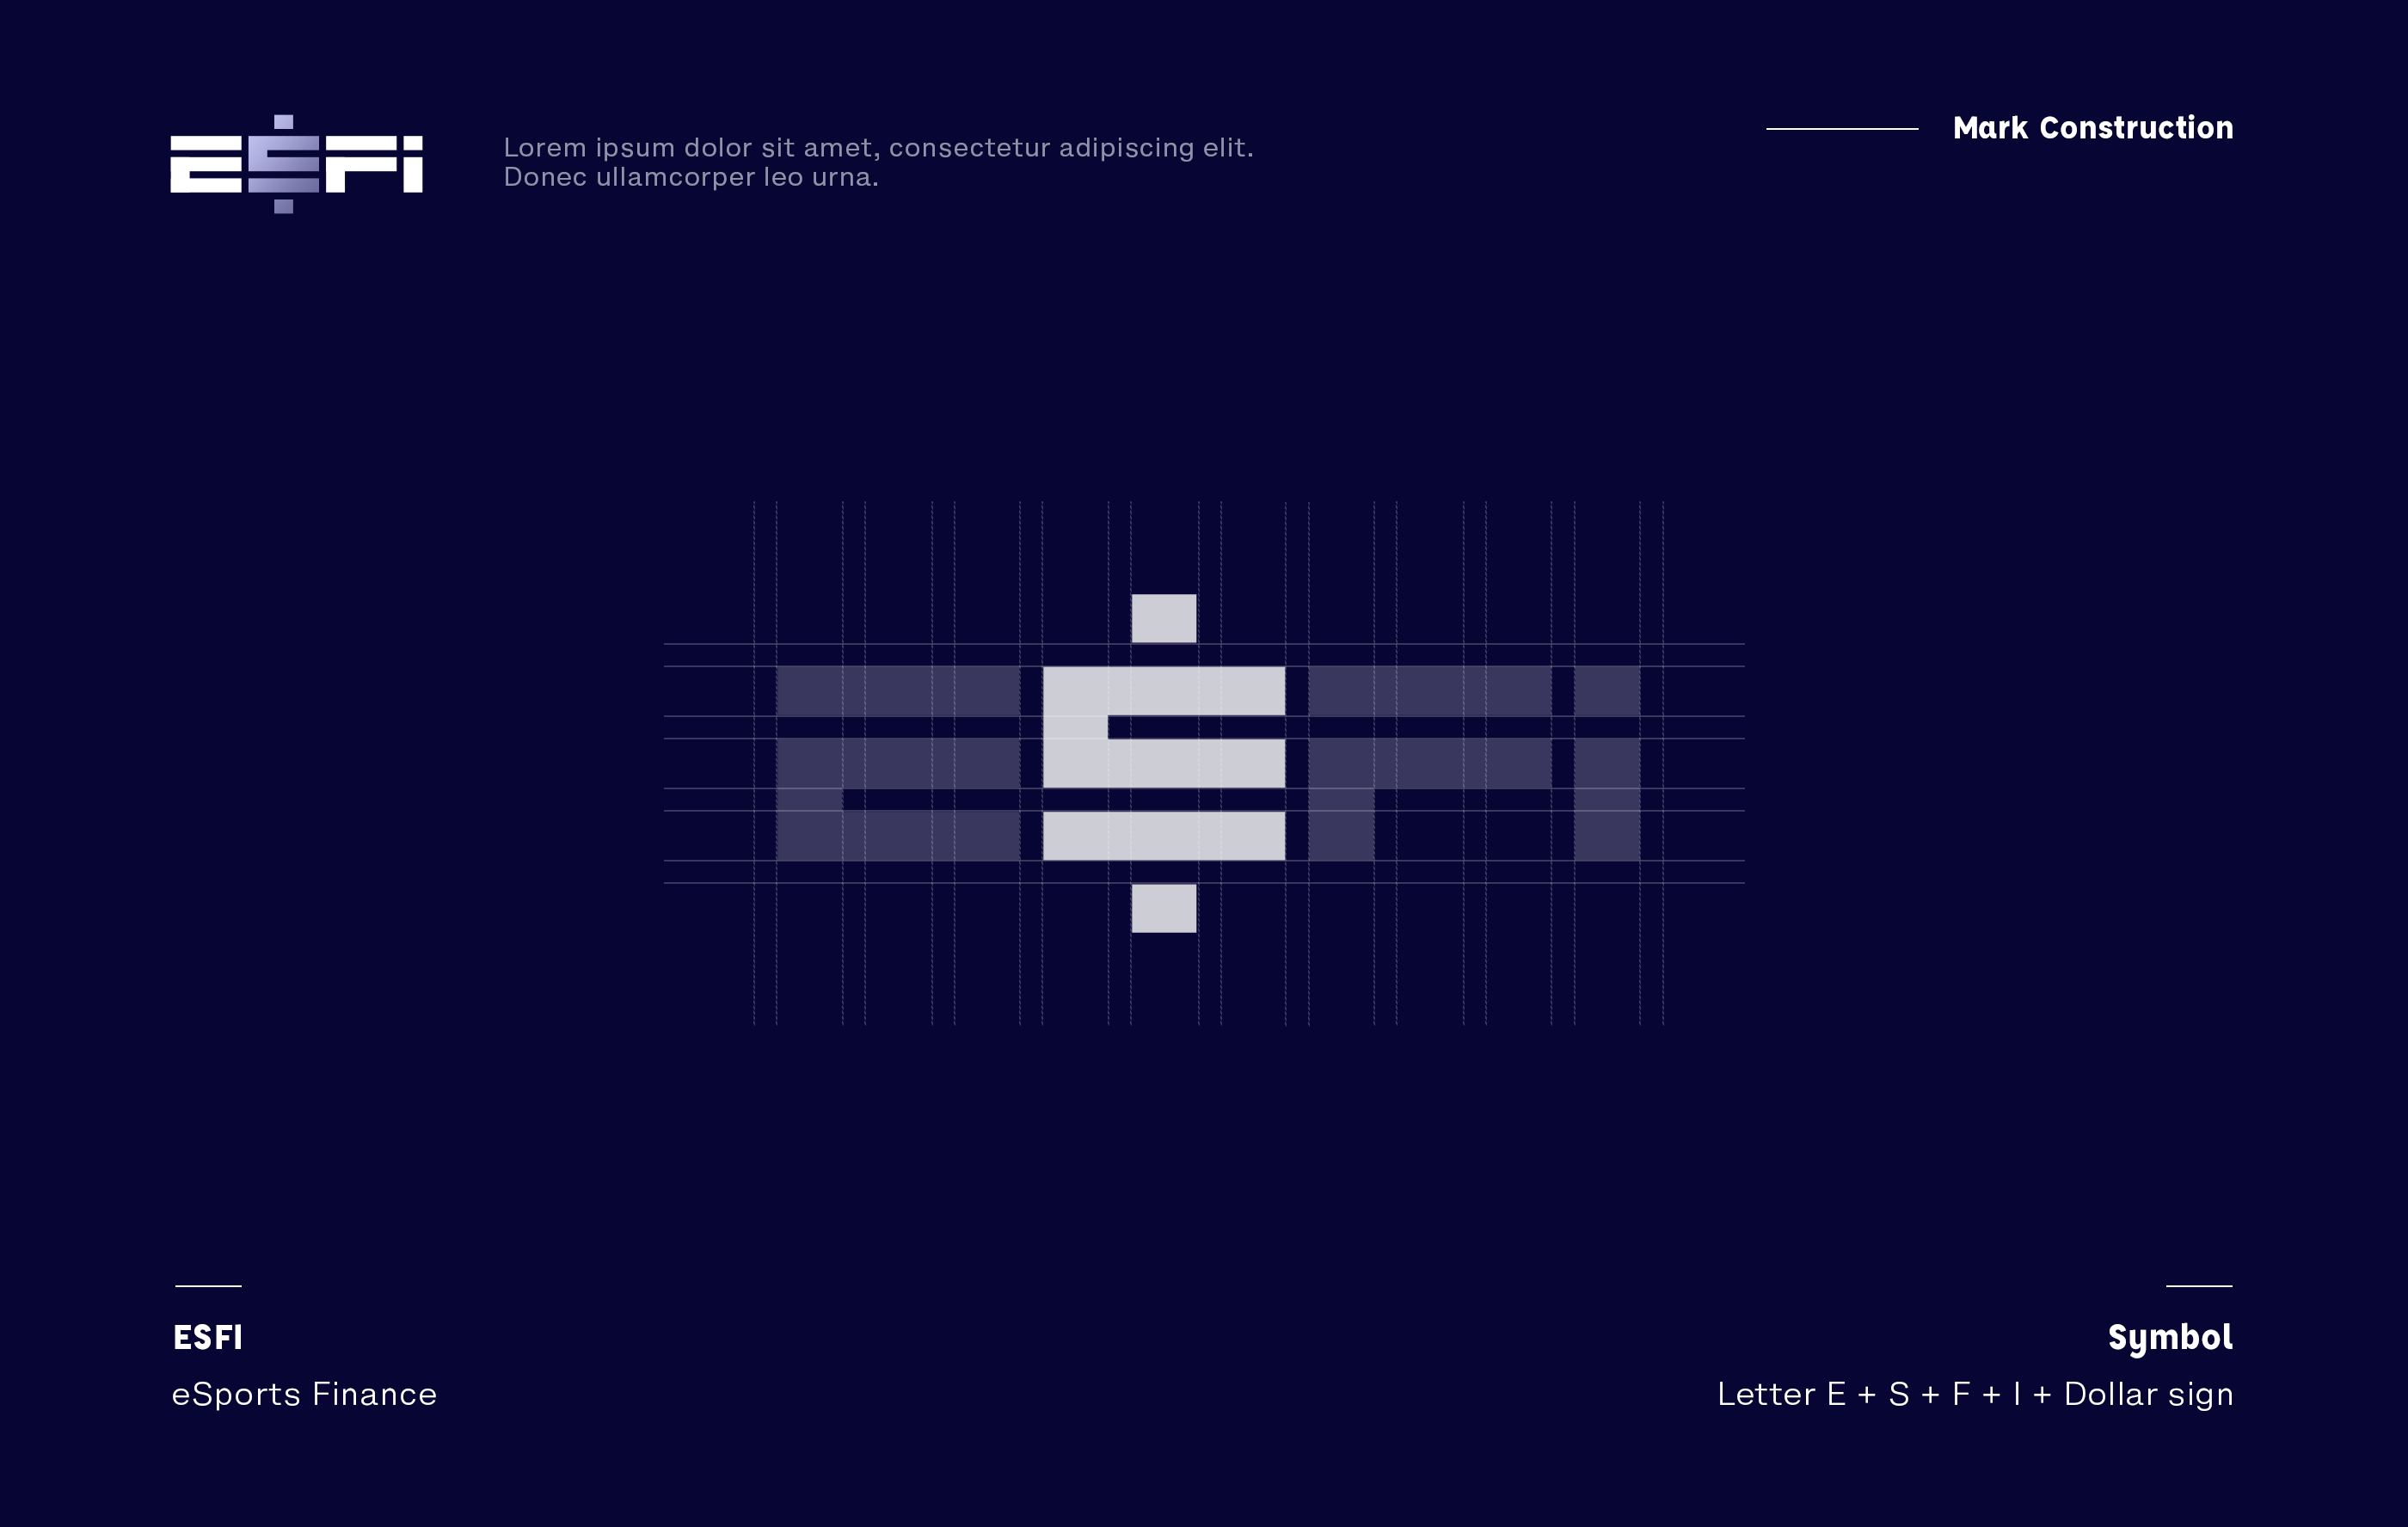 ESFI
Lorem ipsum dolor sit amet, consectetur adipiscing elit.
Donec ullamcorper leo urna.
Mark Construction
ESFI
ESFI
eSports Finance
Symbol
Letter E + S + F + I + Dollar sign